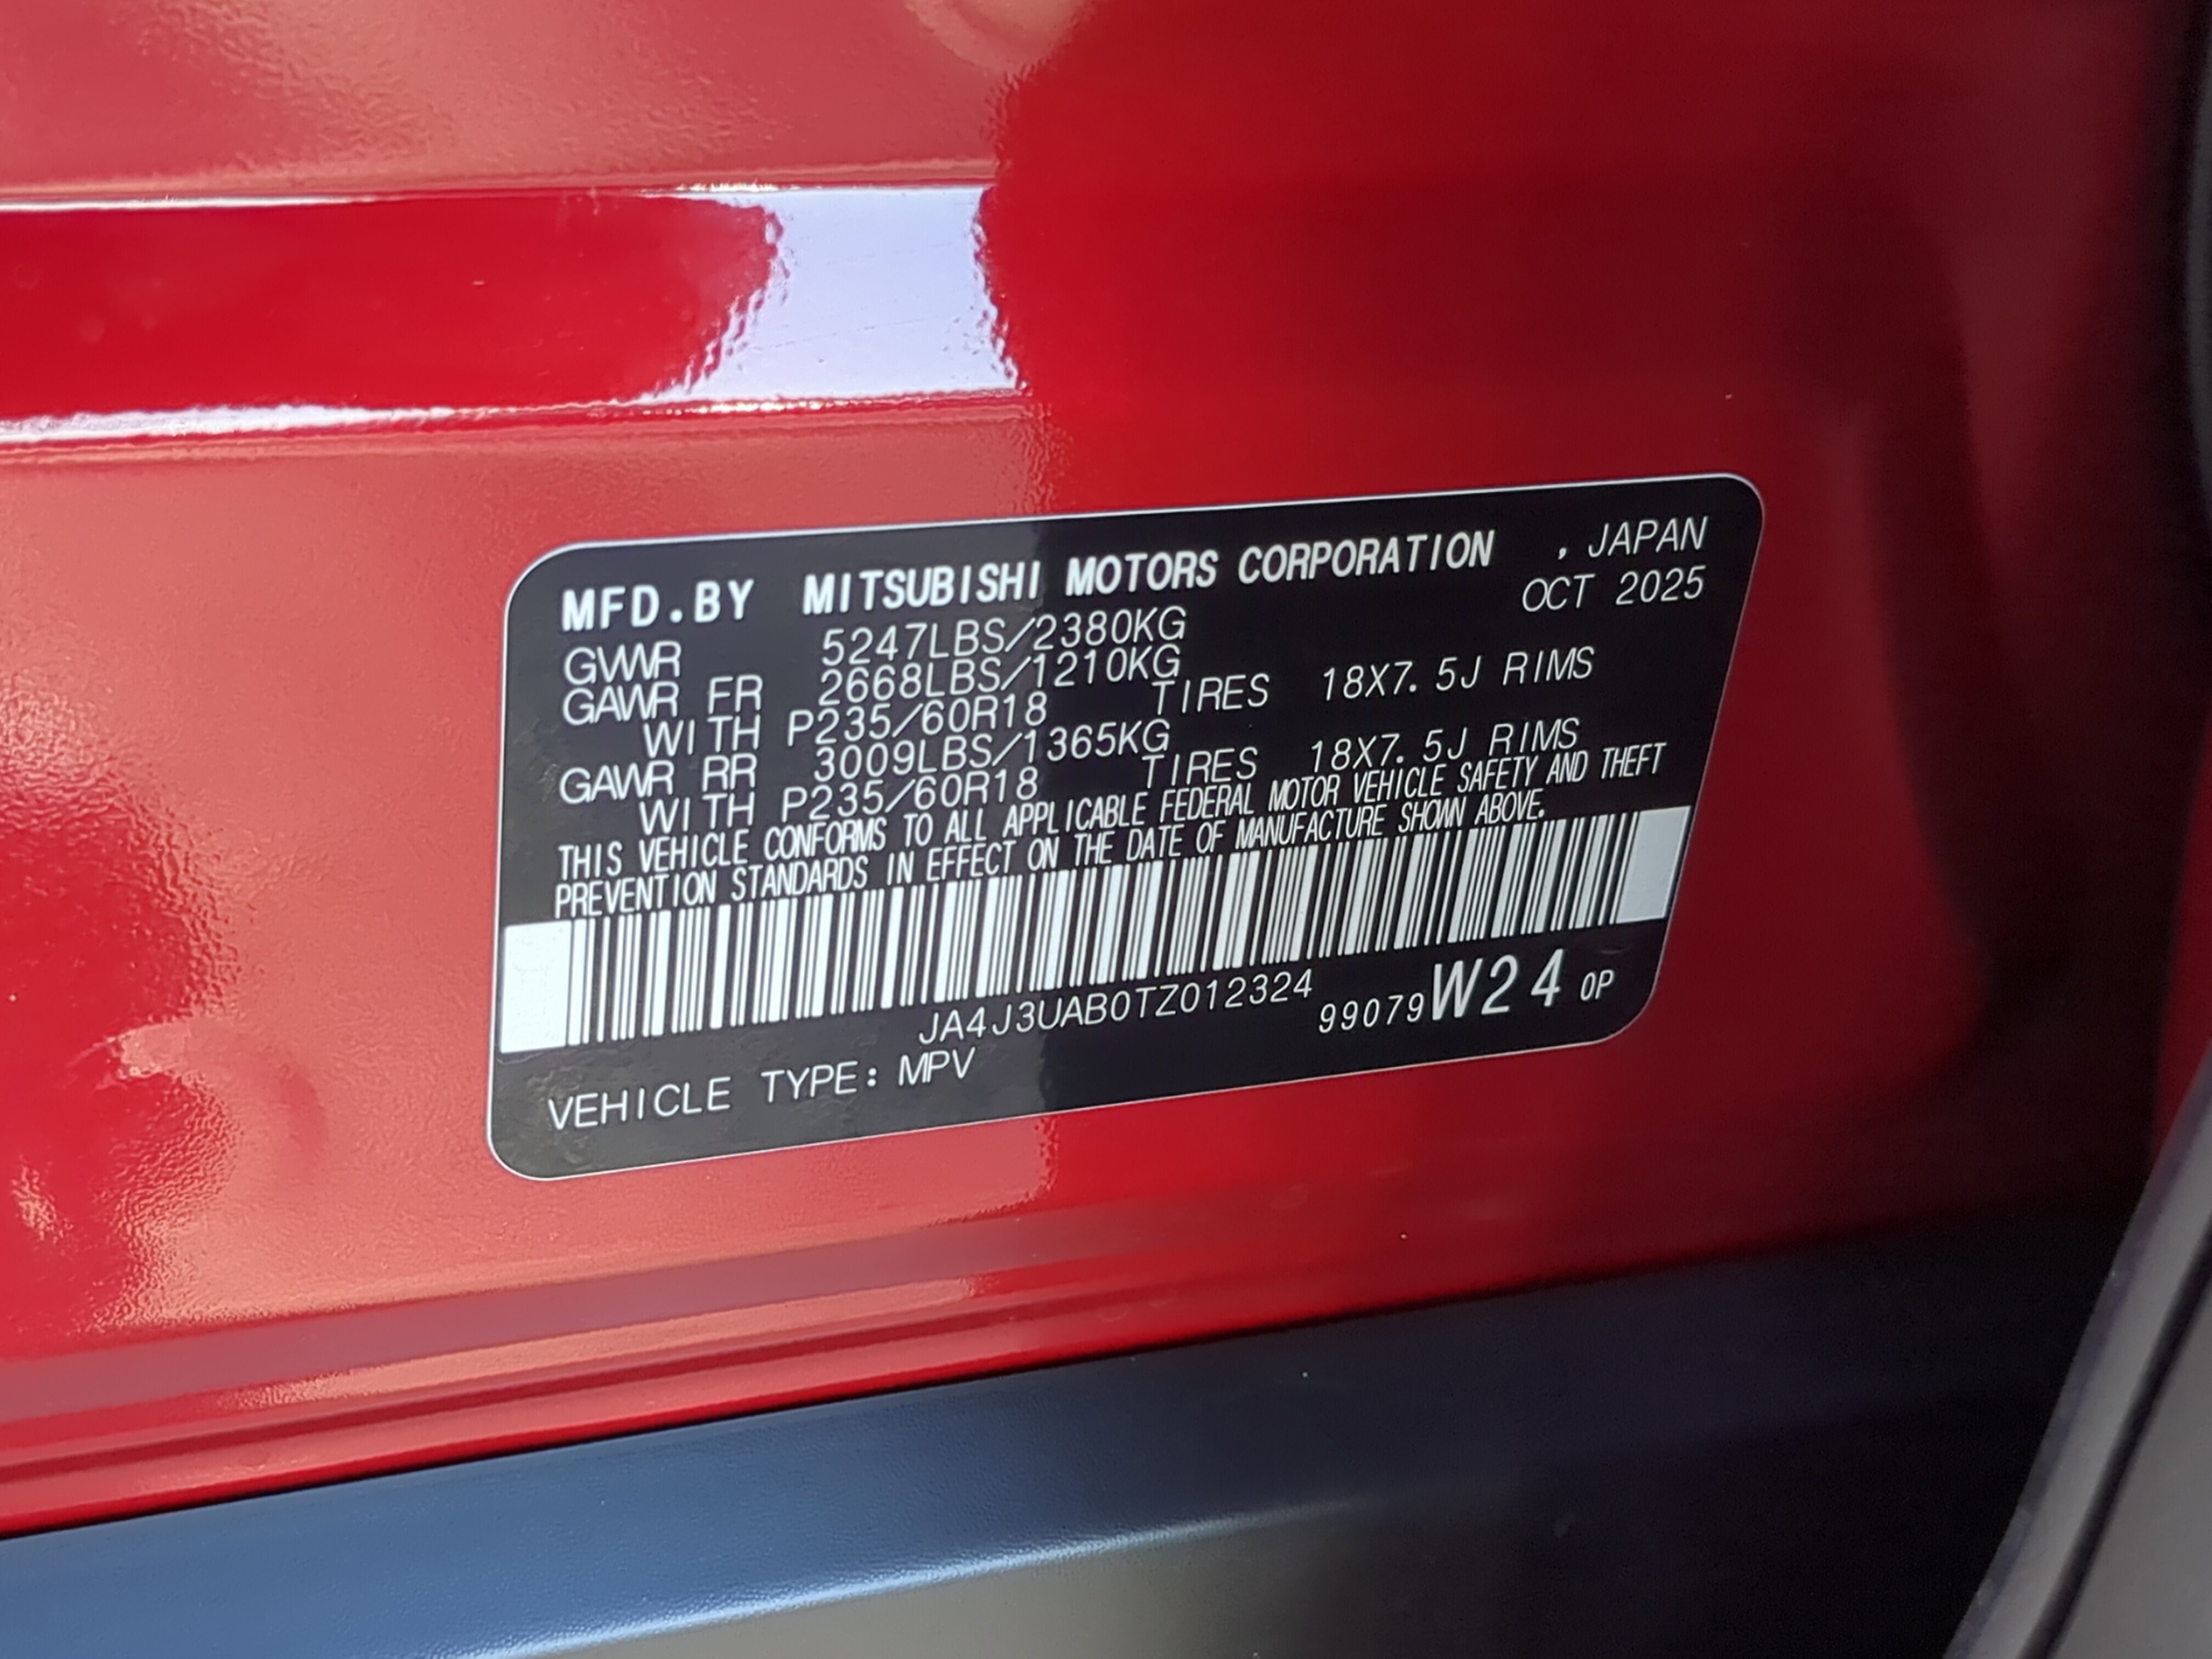 MFD.BY MITSUBISHI MOTORS CORPORATION , JAPAN
OCT 2025
GVWR 5247LBS/2380KG
GAWR FR 2668LBS/1210KG
WITH P235/60R18 TIRES 18X7.5J RIMS
GAWR RR 3009LBS/1365KG
WITH P235/60R18 TIRES 18X7.5J RIMS
THIS VEHICLE CONFORMS TO ALL APPLICABLE FEDERAL MOTOR VEHICLE SAFETY AND THEFT
PREVENTION STANDARDS IN EFFECT ON THE DATE OF MANUFACTURE SHOWN ABOVE.
JA4J3UAB0TZ012324
99079W24 0P
VEHICLE TYPE: MPV